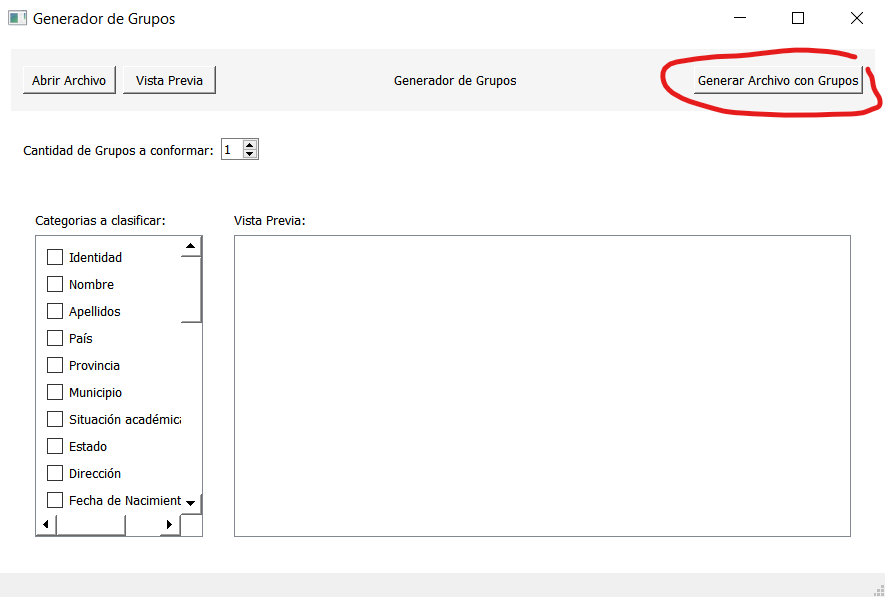 Generador de Grupos
Abrir Archivo Vista Previa Generador de Grupos Generar Archivo con Grupos
Cantidad de Grupos a conformar: 1
Categorias a clasificar: Vista Previa:
Identidad
Nombre
Apellidos
País
Provincia
Municipio
Situación académica
Estado
Dirección
Fecha de Nacimient